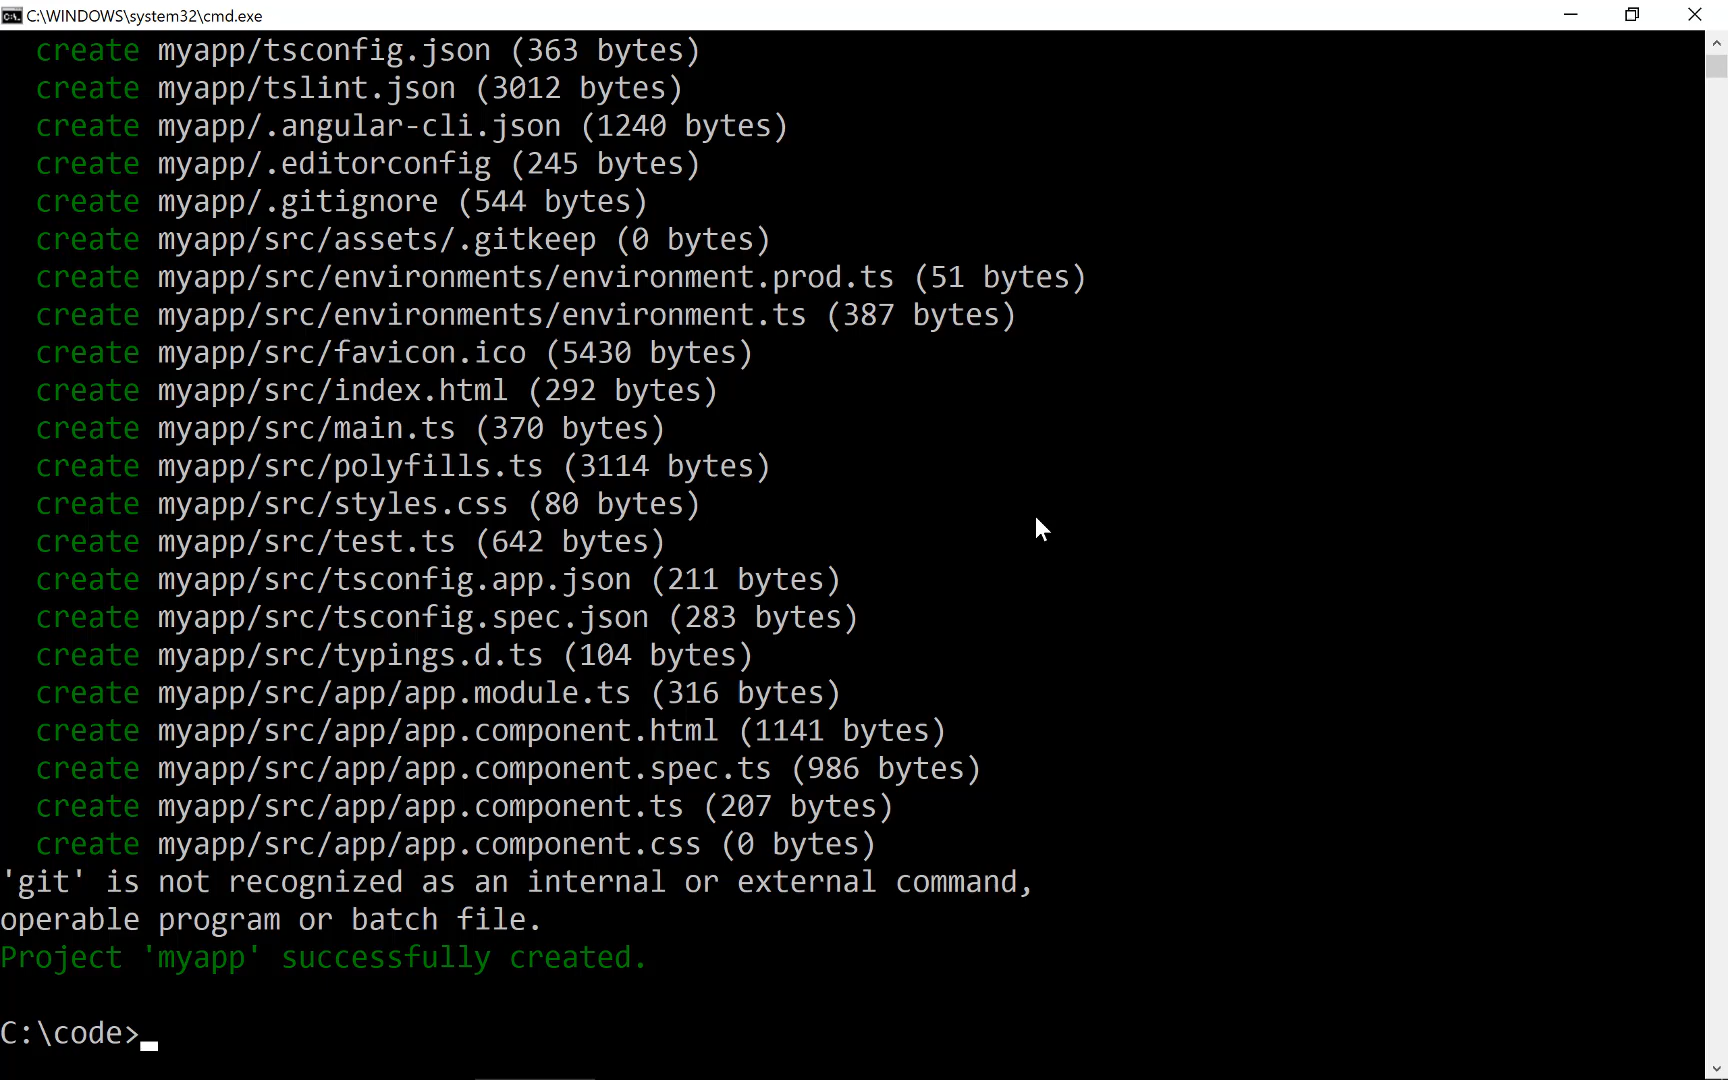 C:\WINDOWS\system32\cmd.exe
create myapp/tsconfig.json (363 bytes)
create myapp/tslint.json (3012 bytes)
create myapp/.angular-cli.json (1240 bytes)
create myapp/.editorconfig (245 bytes)
create myapp/.gitignore (544 bytes)
create myapp/src/assets/.gitkeep (0 bytes)
create myapp/src/environments/environment.prod.ts (51 bytes)
create myapp/src/environments/environment.ts (387 bytes)
create myapp/src/favicon.ico (5430 bytes)
create myapp/src/index.html (292 bytes)
create myapp/src/main.ts (370 bytes)
create myapp/src/polyfills.ts (3114 bytes)
create myapp/src/styles.css (80 bytes)
create myapp/src/test.ts (642 bytes)
create myapp/src/tsconfig.app.json (211 bytes)
create myapp/src/tsconfig.spec.json (283 bytes)
create myapp/src/typings.d.ts (104 bytes)
create myapp/src/app/app.module.ts (316 bytes)
create myapp/src/app/app.component.html (1141 bytes)
create myapp/src/app/app.component.spec.ts (986 bytes)
create myapp/src/app/app.component.ts (207 bytes)
create myapp/src/app/app.component.css (0 bytes)
'git' is not recognized as an internal or external command,
operable program or batch file.
Project 'myapp' successfully created.
C:\code>